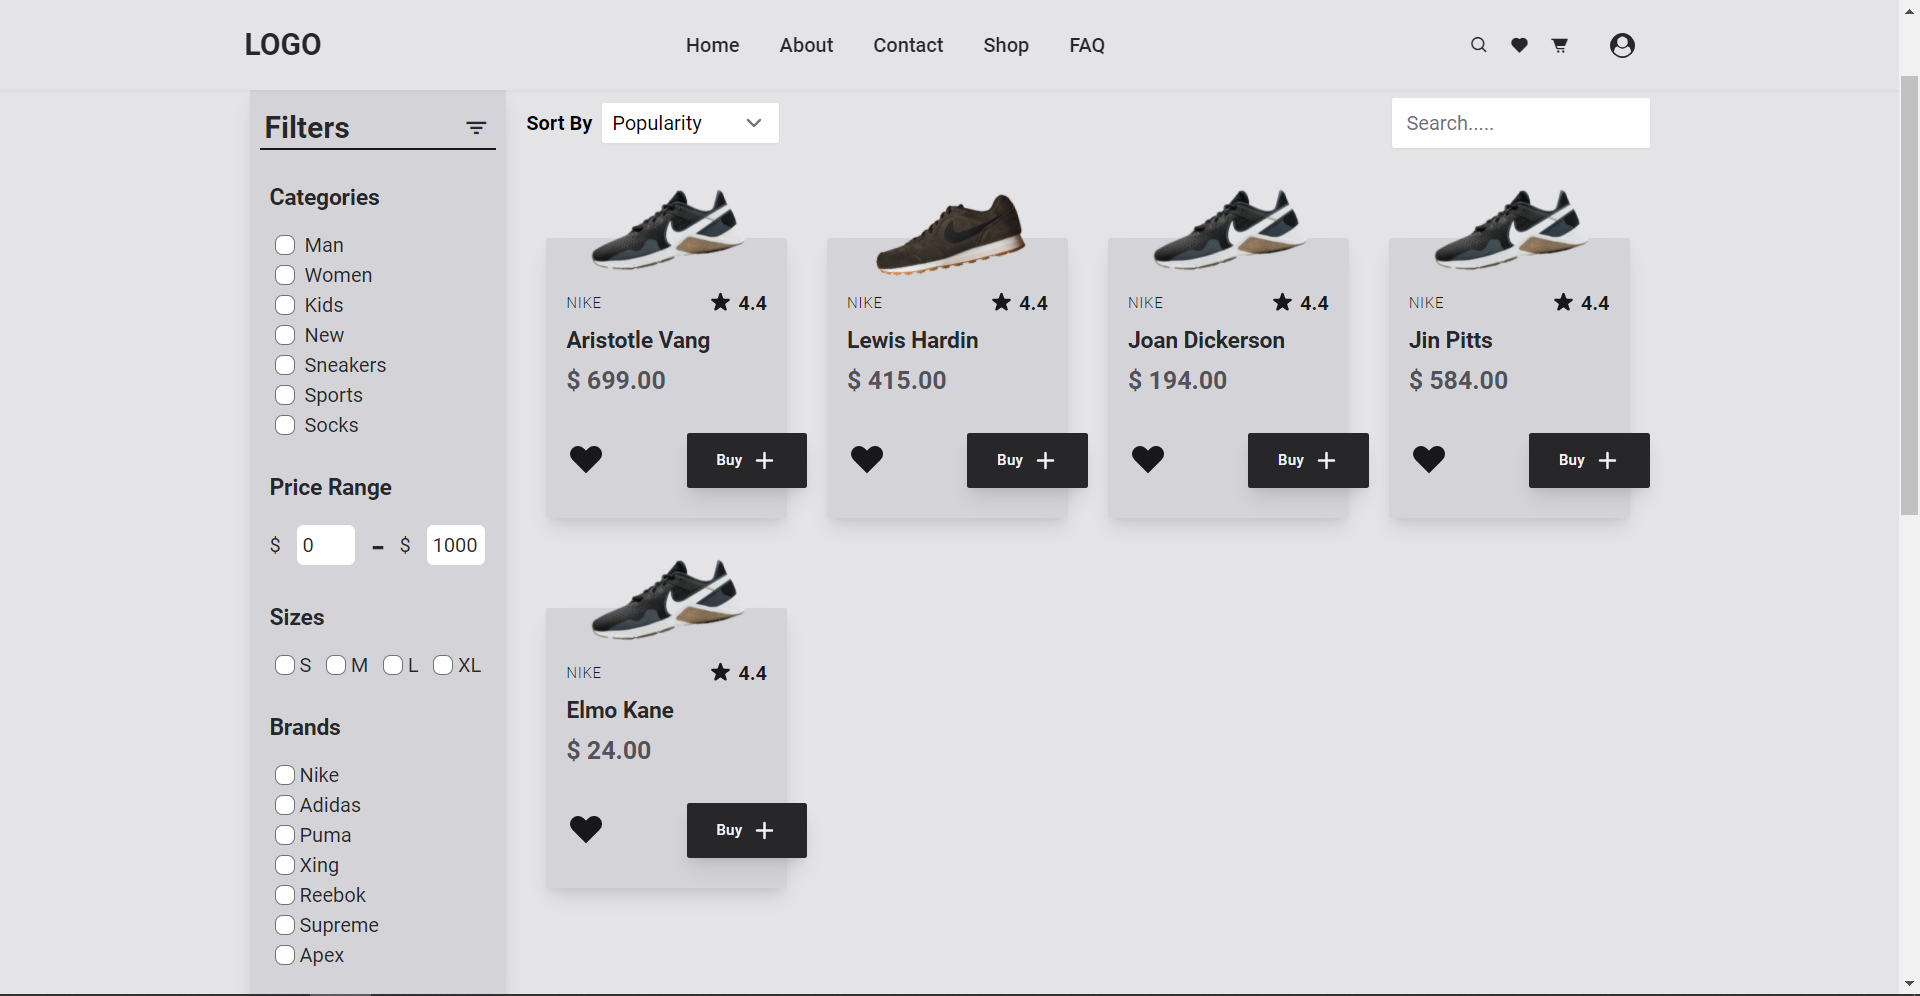 LOGO
Home About Contact Shop FAQ
Filters
Sort By Popularity
Search.....
Categories
Man
Women
Kids
New
Sneakers
Sports
Socks
Price Range
$ 0 - $ 1000
Sizes
S M L XL
Brands
Nike
Adidas
Puma
Xing
Reebok
Supreme
Apex
NIKE 4.4
Aristotle Vang
$ 699.00
Buy +
NIKE 4.4
Lewis Hardin
$ 415.00
Buy +
NIKE 4.4
Joan Dickerson
$ 194.00
Buy +
NIKE 4.4
Jin Pitts
$ 584.00
Buy +
NIKE 4.4
Elmo Kane
$ 24.00
Buy +